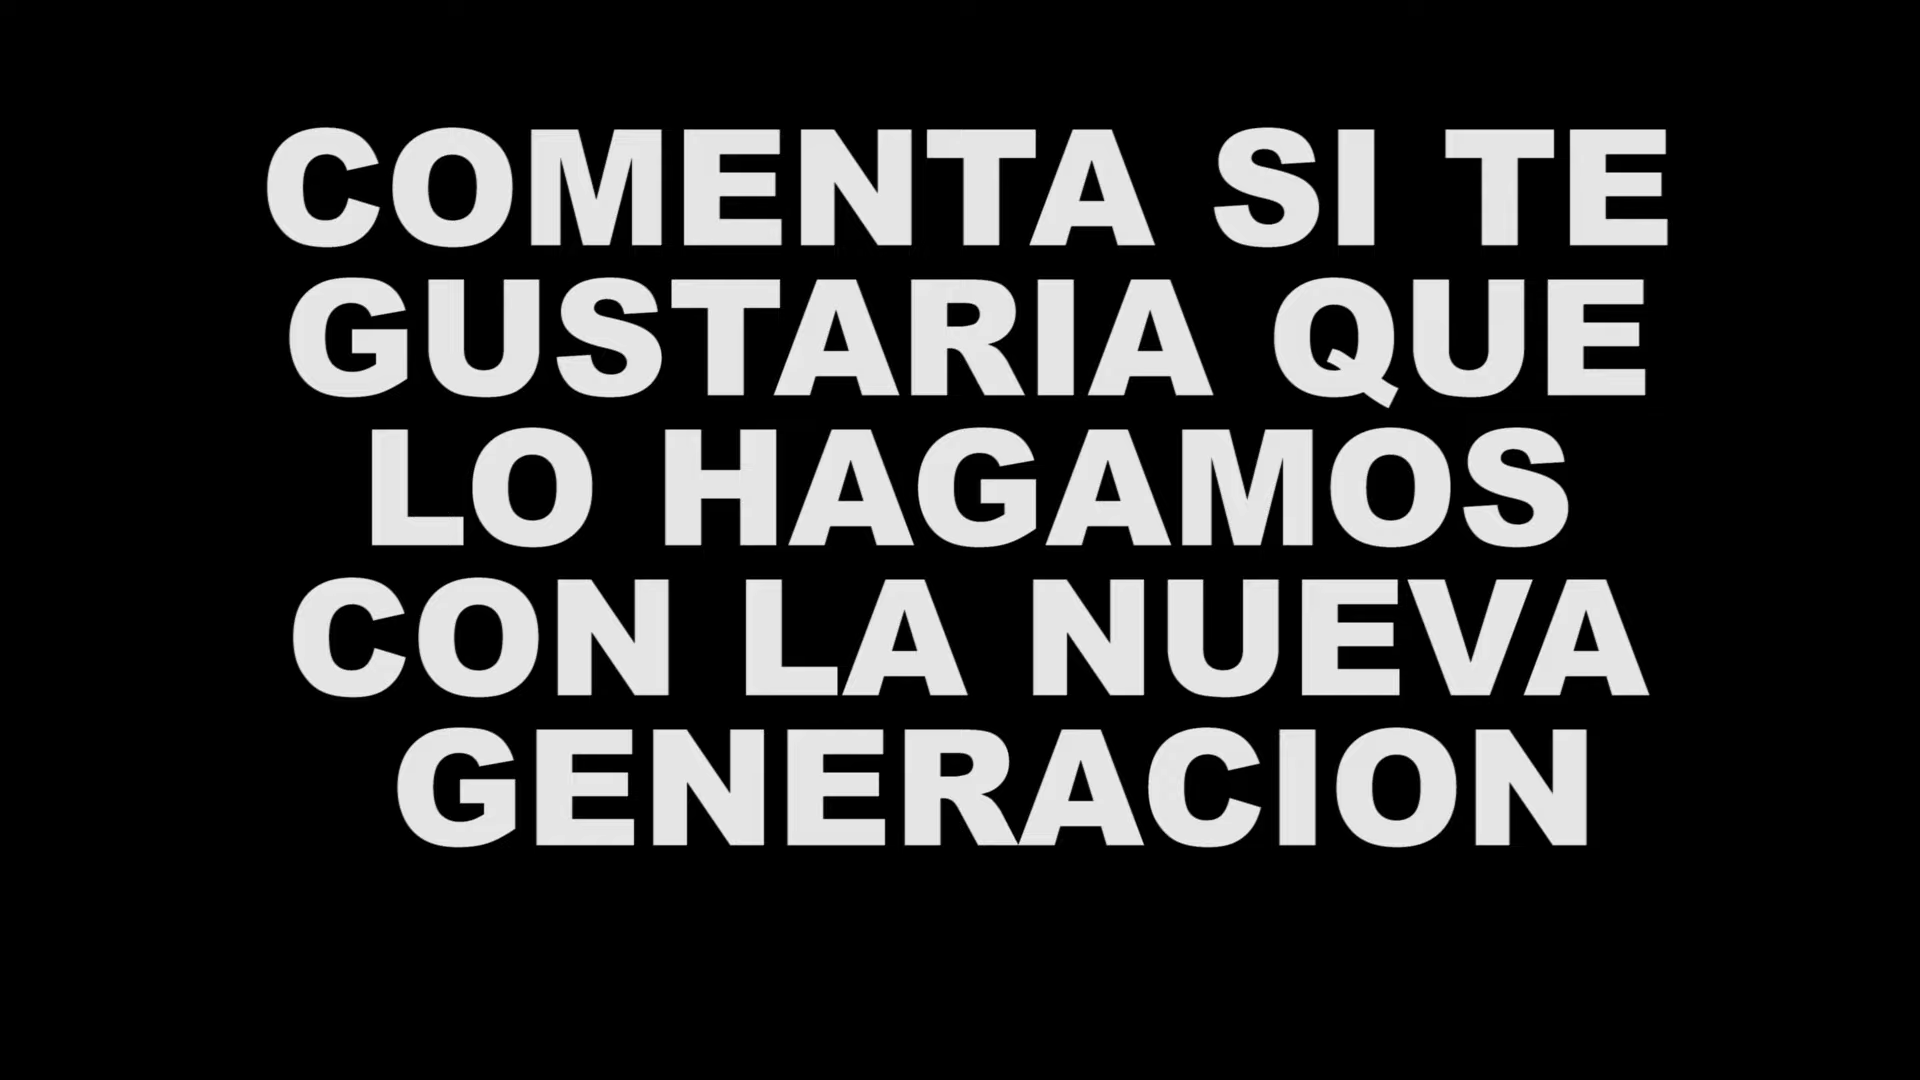 COMENTA SI TE
GUSTARIA QUE
LO HAGAMOS
CON LA NUEVA
GENERACION